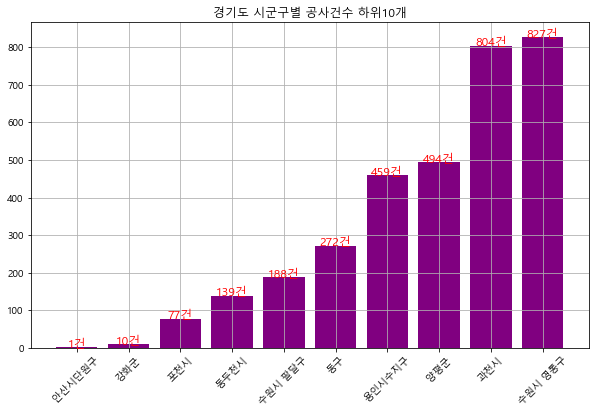 경기도 시군구별 공사건수 하위10개
800
700
600
500
400
300
200
100
0
1건
10건
77건
139건
188건
272건
459건
494건
804건
827건
안산시단원구
강화군
포천시
동두천시
수원시 팔달구
동구
용인시수지구
양평군
과천시
수원시 영통구